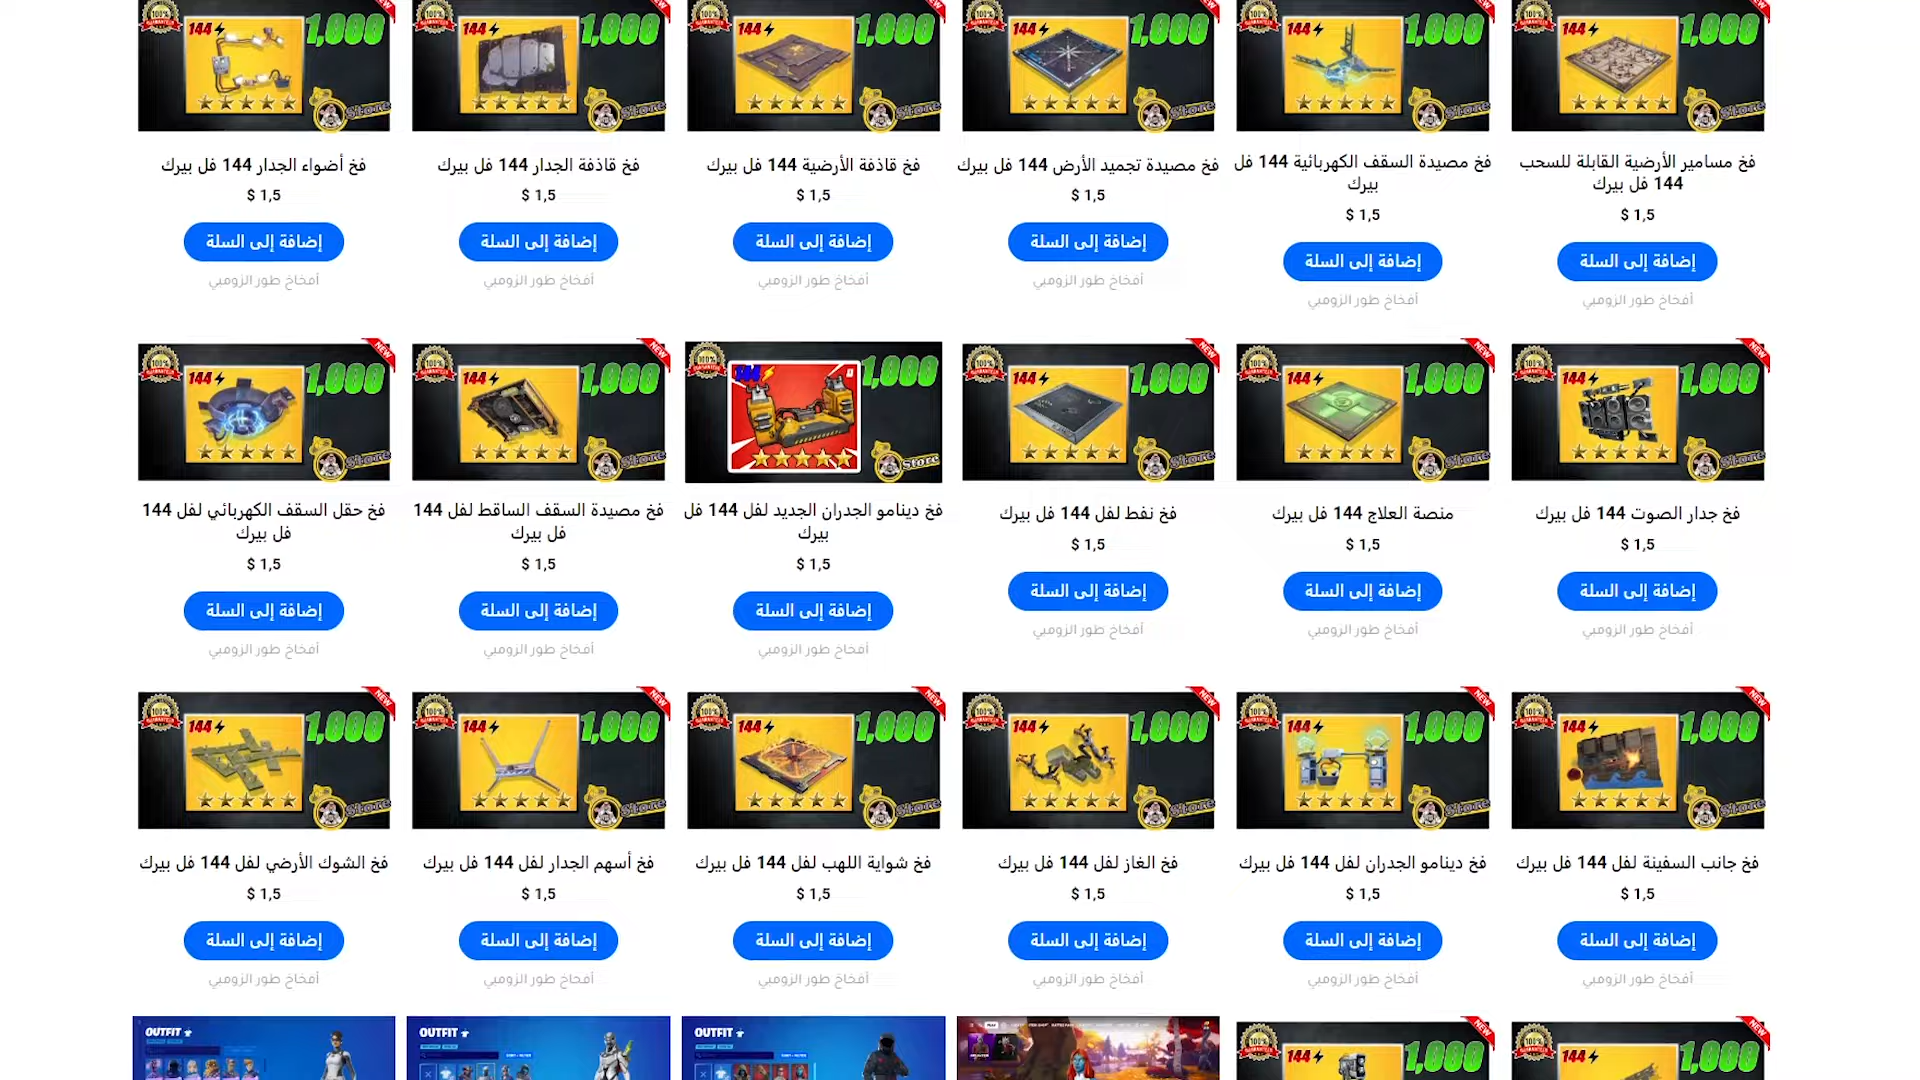 فخ مسامير الأرضية القابلة للسحب
144 فل بيرك
$ 1,5
إضافة إلى السلة
أفخاخ طور الزومبي
فخ مصيدة السقف الكهربائية 144 فل
بيرك
$ 1,5
إضافة إلى السلة
أفخاخ طور الزومبي
فخ مصيدة تجميد الأرض 144 فل بيرك
$ 1,5
إضافة إلى السلة
أفخاخ طور الزومبي
فخ قاذفة الأرضية 144 فل بيرك
$ 1,5
إضافة إلى السلة
أفخاخ طور الزومبي
فخ قاذفة الجدار 144 فل بيرك
$ 1,5
إضافة إلى السلة
أفخاخ طور الزومبي
فخ أضواء الجدار 144 فل بيرك
$ 1,5
إضافة إلى السلة
أفخاخ طور الزومبي
144
1,000
Store
فخ جدار الصوت 144 فل بيرك
$ 1,5
إضافة إلى السلة
أفخاخ طور الزومبي
منصة العلاج 144 فل بيرك
$ 1,5
إضافة إلى السلة
أفخاخ طور الزومبي
فخ نفط لفل 144 فل بيرك
$ 1,5
إضافة إلى السلة
أفخاخ طور الزومبي
فخ دينامو الجدران الجديد لفل 144 فل
بيرك
$ 1,5
إضافة إلى السلة
أفخاخ طور الزومبي
فخ مصيدة السقف الساقط لفل 144
فل بيرك
$ 1,5
إضافة إلى السلة
أفخاخ طور الزومبي
فخ حقل السقف الكهربائي لفل 144
فل بيرك
$ 1,5
إضافة إلى السلة
أفخاخ طور الزومبي
فخ جانب السفينة لفل 144 فل بيرك
$ 1,5
إضافة إلى السلة
أفخاخ طور الزومبي
فخ دينامو الجدران لفل 144 فل بيرك
$ 1,5
إضافة إلى السلة
أفخاخ طور الزومبي
فخ الغاز لفل 144 فل بيرك
$ 1,5
إضافة إلى السلة
أفخاخ طور الزومبي
فخ شواية اللهب لفل 144 فل بيرك
$ 1,5
إضافة إلى السلة
أفخاخ طور الزومبي
فخ أسهم الجدار لفل 144 فل بيرك
$ 1,5
إضافة إلى السلة
أفخاخ طور الزومبي
فخ الشوك الأرضي لفل 144 فل بيرك
$ 1,5
إضافة إلى السلة
أفخاخ طور الزومبي
OUTFIT
OUTFIT
OUTFIT